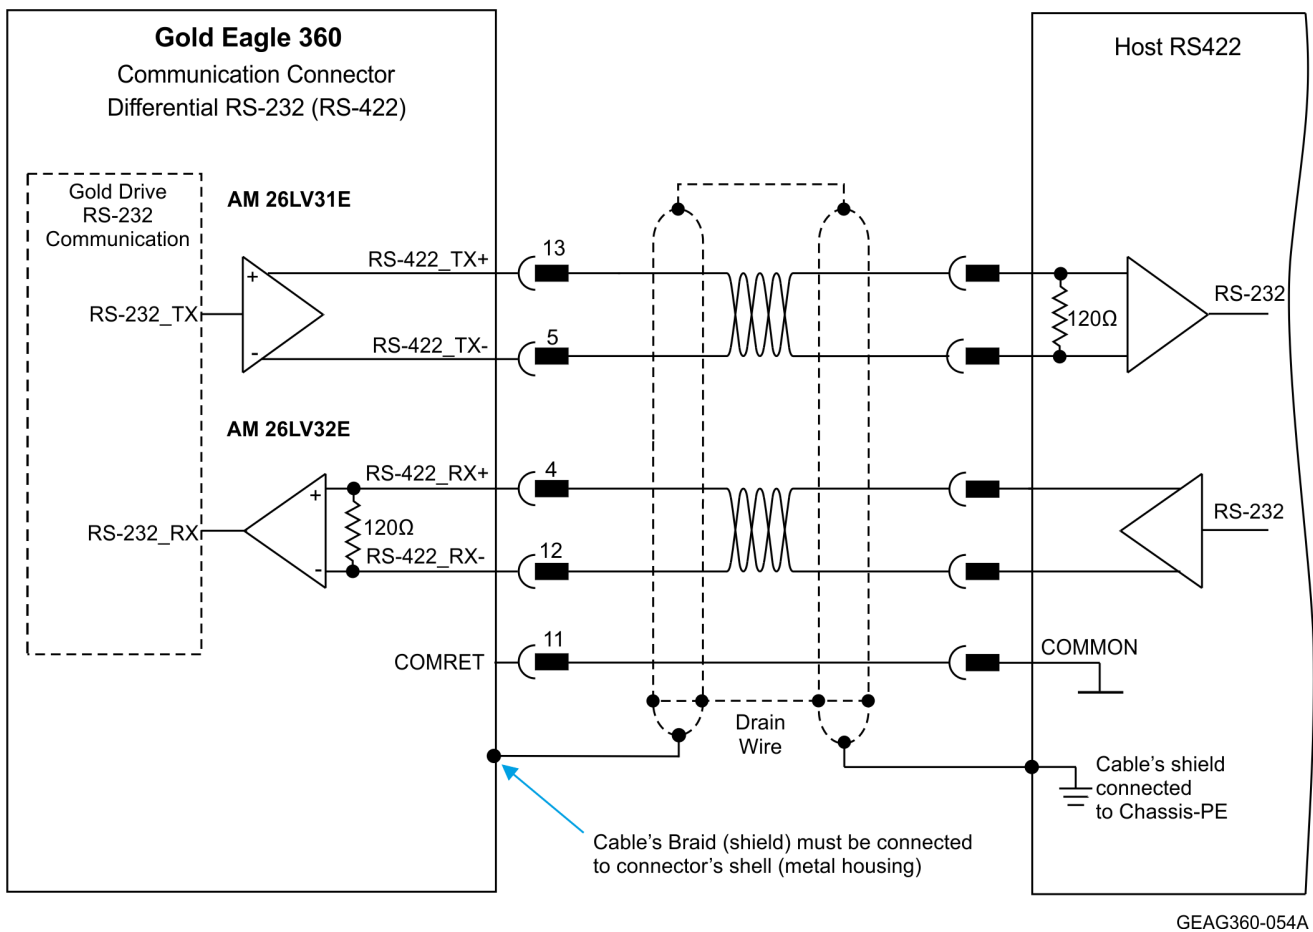 Gold Eagle 360
Communication Connector
Differential RS-232 (RS-422)
Host RS422
Gold Drive
RS-232
Communication
AM 26LV31E
RS-422_TX+
13
+
RS-232_TX
-
RS-422_TX-
5
120Ω
RS-232
AM 26LV32E
RS-422_RX+
4
+
RS-232_RX
120Ω
-
RS-422_RX-
12
RS-232
COMRET
11
COMMON
Drain
Wire
Cable's shield
connected
to Chassis-PE
Cable's Braid (shield) must be connected
to connector's shell (metal housing)
GEAG360-054A